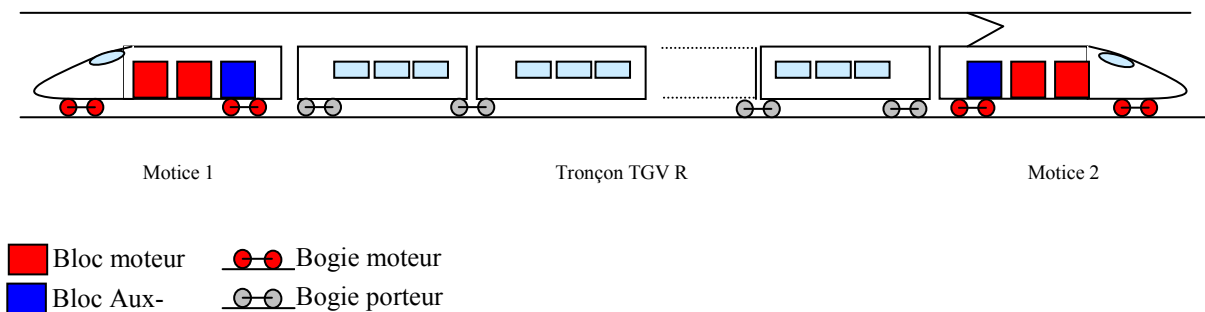 Motice 1 Tronçon TGV R Motice 2
Bloc moteur Bogie moteur
Bloc Aux- Bogie porteur